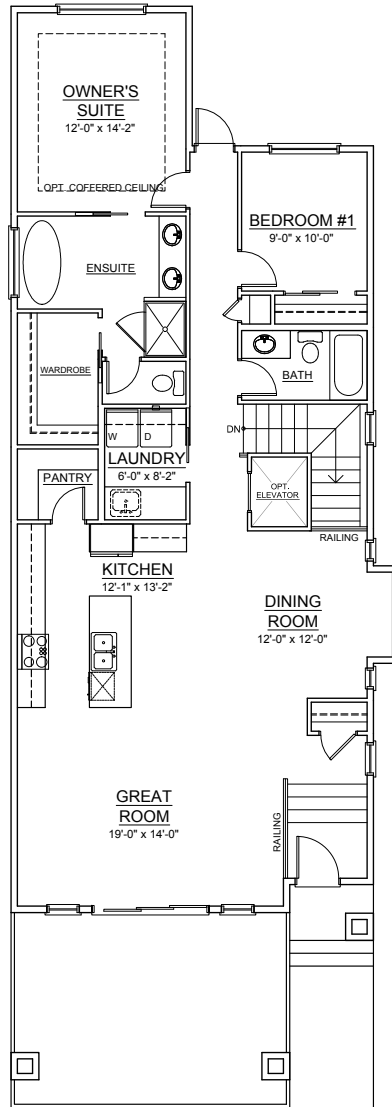 OWNER'S
SUITE
12'-0" x 14'-2"
OPT. COFFERED CEILING
BEDROOM #1
9'-0" x 10'-0"
ENSUITE
WARDROBE
BATH
W D
LAUNDRY
6'-0" x 8'-2"
DN
OPT.
ELEVATOR
PANTRY
RAILING
KITCHEN
12'-1" x 13'-2"
DINING
ROOM
12'-0" x 12'-0"
GREAT
ROOM
19'-0" x 14'-0"
RAILING